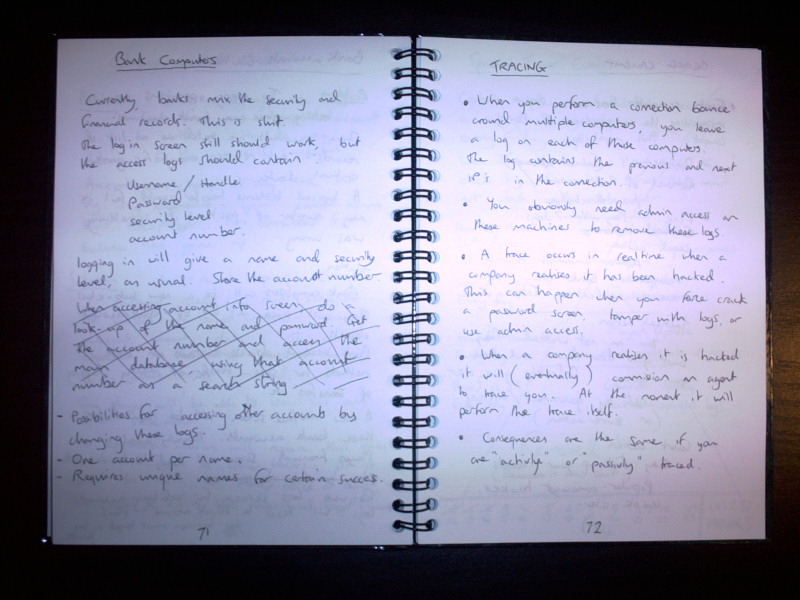 Bank Computers
Currently, banks mix the security and
financial records. This is shit.
The log in screen still should work, but
the access logs should contain
Username / Handle
Password
security level
account number.
logging in will give a name and security
level, as usual. Store the account number
When accessing account info screen do a
look-up of the name and password. Get
the account number and access the
main database, using that account
number as a search string
- Posibilities for accessing other accounts by
changing these logs.
- One account per name.
- Requires unique names for certain succes.
71
TRACING
• When you perform a connection bounce
around multiple computers, you leave
a log on each of those computers.
The log contains the previous and next
IP's in the connection.
• You obviously need admin access on
these machines to remove these logs.
• A trace occurs in realtime when a
company realises it has been hacked.
This can happen when you force crack
a password screen, tamper with logs, or
use admin access.
• When a company realises it is hacked
it will (eventually) commision an agent
to trace you. At the moment it will
perform the trace itself.
• Consequences are the same if you
are "activly" or "passivly" traced.
72